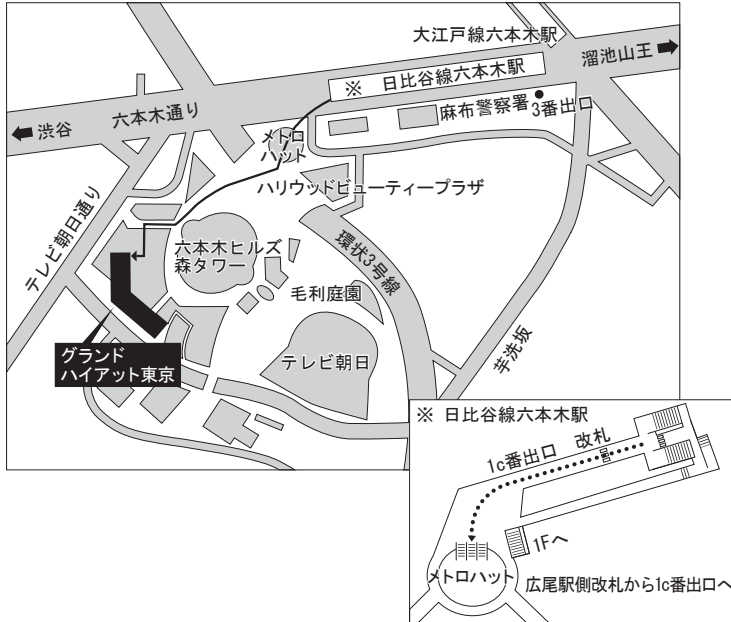 大江戸線六本木駅
溜池山王
※ 日比谷線六本木駅
六本木通り
渋谷
麻布警察署
3番出口
メトロ
ハット
ハリウッドビューティープラザ
テレビ朝日通り
六本木ヒルズ
森タワー
環状3号線
毛利庭園
芋洗坂
テレビ朝日
グランド
ハイアット東京
※ 日比谷線六本木駅
1c番出口
改札
1Fへ
メトロハット
広尾駅側改札から1c番出口へ